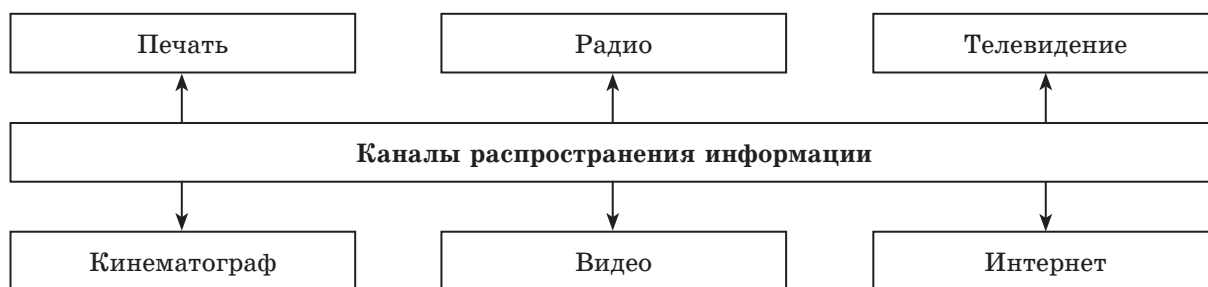 Печать
Радио
Телевидение
Каналы распространения информации
Кинематограф
Видео
Интернет